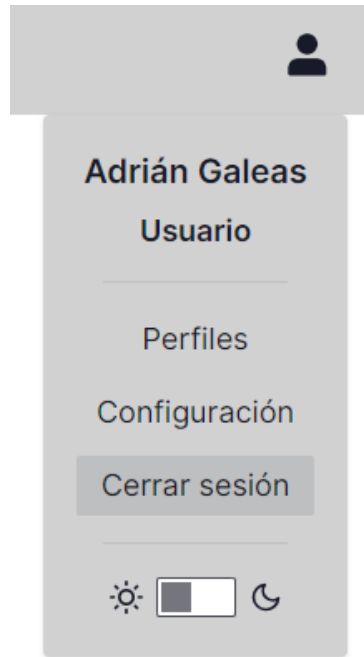 Adrián Galeas
Usuario
Perfiles
Configuración
Cerrar sesión